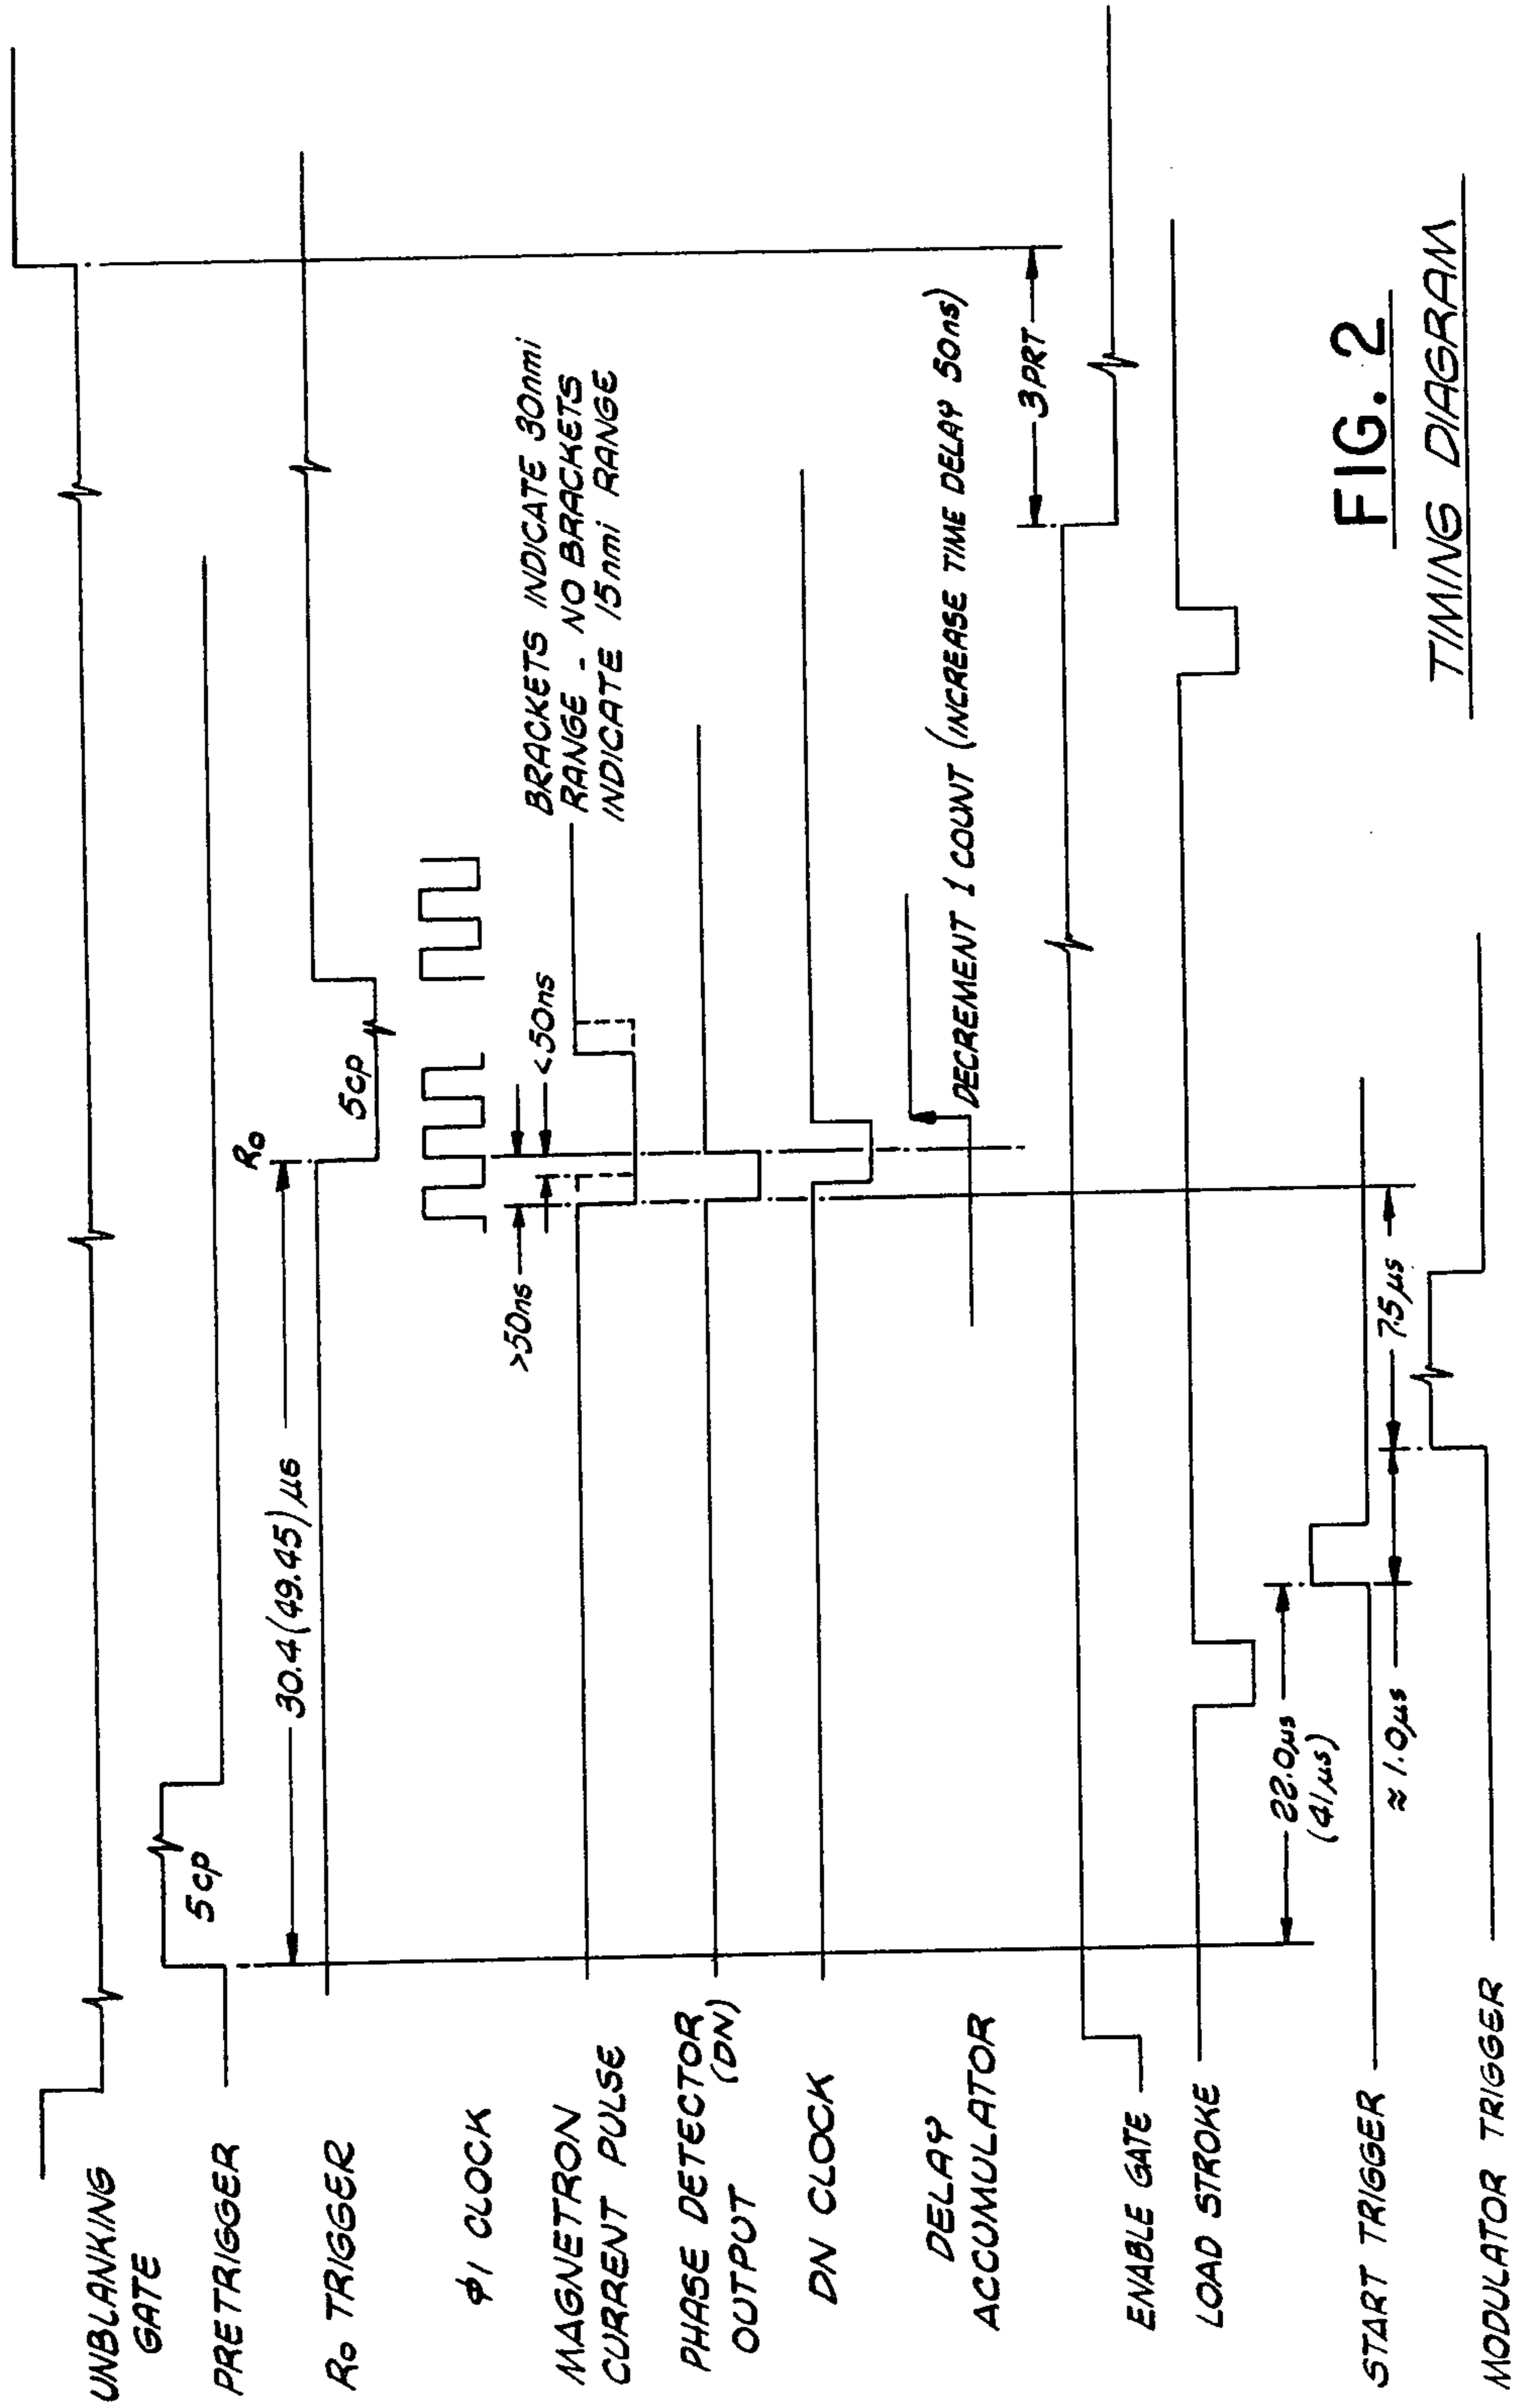 UNBLANKING
GATE
PRETRIGGER
5cp
30.4(49.45)μs
R0 TRIGGER
R0
5cp
φ1 CLOCK
>50ns
<50ns
MAGNETRON
CURRENT PULSE
BRACKETS INDICATE 30nmi
RANGE - NO BRACKETS
INDICATE 15nmi RANGE
PHASE DETECTOR
OUTPUT (DN)
DN CLOCK
DELAY
ACCUMULATOR
DECREMENT 1 COUNT (INCREASE TIME DELAY 50ns)
3PRT
ENABLE GATE
LOAD STROKE
22.0μs
(41μs)
START TRIGGER
≈1.0μs
7.5μs
MODULATOR TRIGGER
FIG. 2
TIMING DIAGRAM